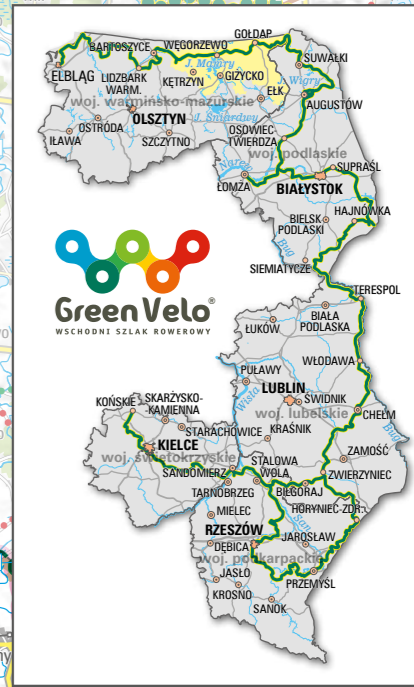 GOŁDAP
BARTOSZYCE
WĘGORZEWO
SUWAŁKI
J. Mamry
ELBLĄG
LIDZBARK
WARM.
KĘTRZYN
GIŻYCKO
J. Wigry
EŁK
AUGUSTÓW
woj. warmińsko-mazurskie
OLSZTYN
J. Śniardwy
OSTRÓDA
SZCZYTNO
IŁAWA
OSOWIEC
TWIERDZA
woj. podlaskie
Narew
SUPRAŚL
ŁOMŻA
BIAŁYSTOK
HAJNÓWKA
BIELSK
PODLASKI
Bug
SIEMIATYCZE
Green Velo®
WSCHODNI SZLAK ROWEROWY
TERESPOL
BIAŁA
PODLASKA
ŁUKÓW
WŁODAWA
PUŁAWY
LUBLIN
Wisła
ŚWIDNIK
woj. lubelskie
CHEŁM
Bug
KOŃSKIE
SKARŻYSKO-
KAMIENNA
STARACHOWICE
KRAŚNIK
KIELCE
woj. świętokrzyskie
ZAMOŚĆ
SANDOMIERZ
STALOWA
WOLA
ZWIERZYNIEC
TARNOBRZEG
BIŁGORAJ
HORYNIEC-ZDR.
MIELEC
San
RZESZÓW
JAROSŁAW
DĘBICA
woj. podkarpackie
JASŁO
PRZEMYŚL
KROSNO
SANOK